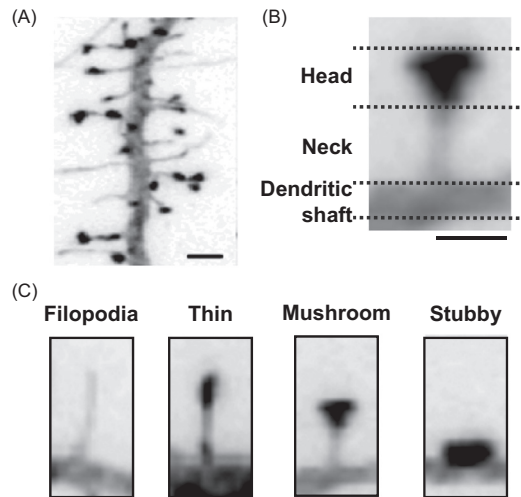 (A)
(B)
Head
Neck
Dendritic
shaft
(C)
Filopodia
Thin
Mushroom
Stubby